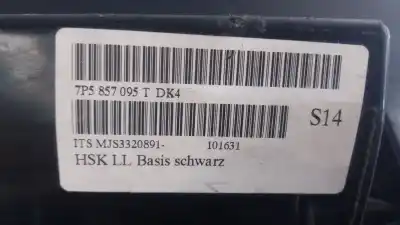 7P5 857 095 T DK4
S14
ITS MJS3320891- 101631
HSK LL Basis schwarz